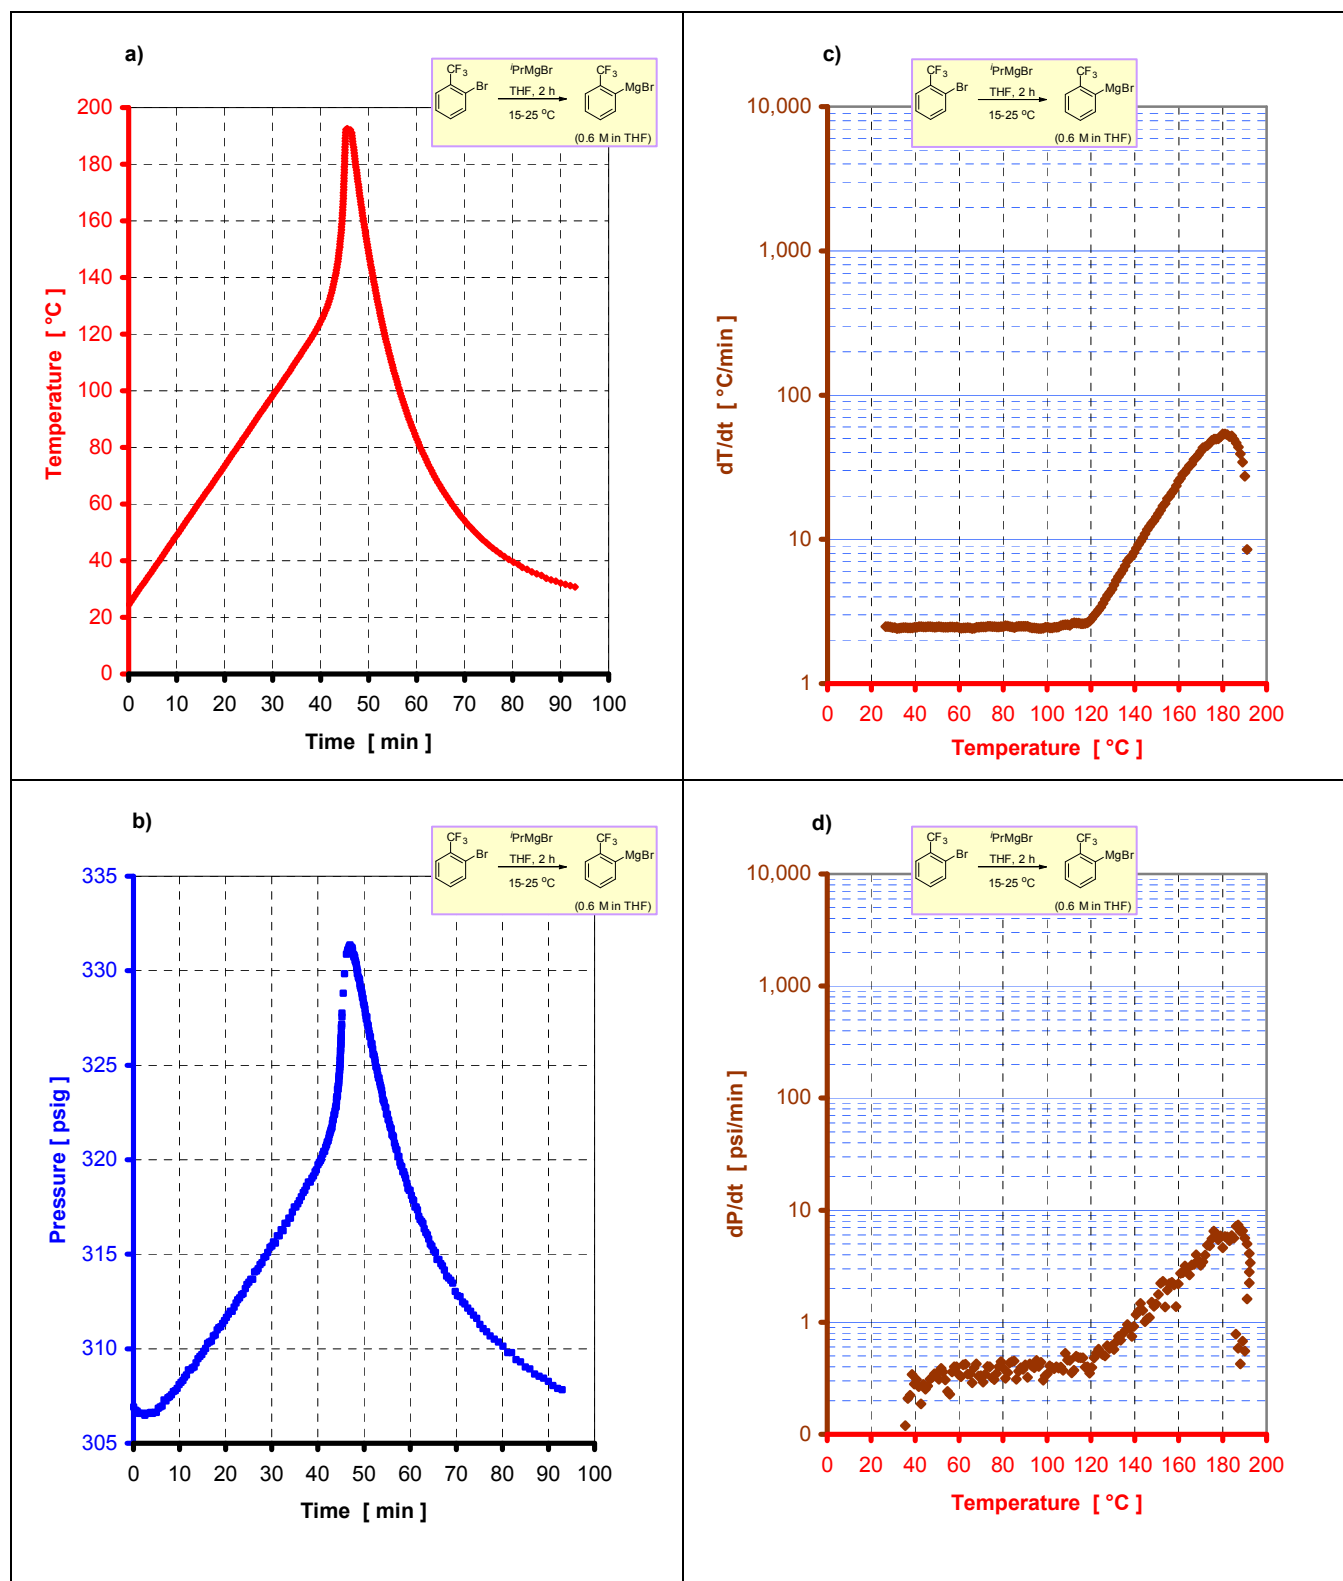 a)
CF3
Br
iPrMgBr
THF, 2 h
15-25 °C
CF3
MgBr
(0.6 M in THF)
200
180
160
140
120
100
80
60
40
20
0
Temperature [ °C ]
0 10 20 30 40 50 60 70 80 90 100
Time [ min ]
c)
CF3
Br
iPrMgBr
THF, 2 h
15-25 °C
CF3
MgBr
(0.6 M in THF)
10,000
1,000
100
10
1
dT/dt [ °C/min ]
0 20 40 60 80 100 120 140 160 180 200
Temperature [ °C ]
b)
CF3
Br
iPrMgBr
THF, 2 h
15-25 °C
CF3
MgBr
(0.6 M in THF)
335
330
325
320
315
310
305
Pressure [ psig ]
0 10 20 30 40 50 60 70 80 90 100
Time [ min ]
d)
CF3
Br
iPrMgBr
THF, 2 h
15-25 °C
CF3
MgBr
(0.6 M in THF)
10,000
1,000
100
10
1
0
dP/dt [ psi/min ]
0 20 40 60 80 100 120 140 160 180 200
Temperature [ °C ]